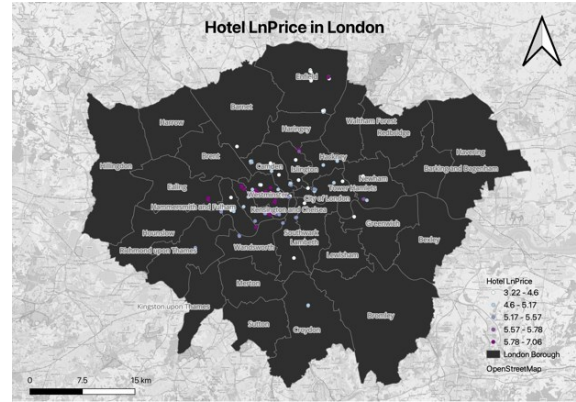 Hotel LnPrice in London
Enfield
Barnet
Harrow
Haringey
Waltham Forest
Redbridge
Havering
Hillingdon
Brent
Camden
Islington
Hackney
Barking and Dagenham
Newham
Ealing
Westminster
Tower Hamlets
City of London
Hammersmith and Fulham
Kensington and Chelsea
Greenwich
Hounslow
Southwark
Bexley
Richmond upon Thames
Wandsworth
Lambeth
Lewisham
Merton
Kingston upon Thames
Sutton
Croydon
Bromley
Hotel LnPrice
3.22 - 4.6
4.6 - 5.17
5.17 - 5.57
5.57 - 5.78
5.78 - 7.06
London Borough
OpenStreetMap
0 7.5 15 km